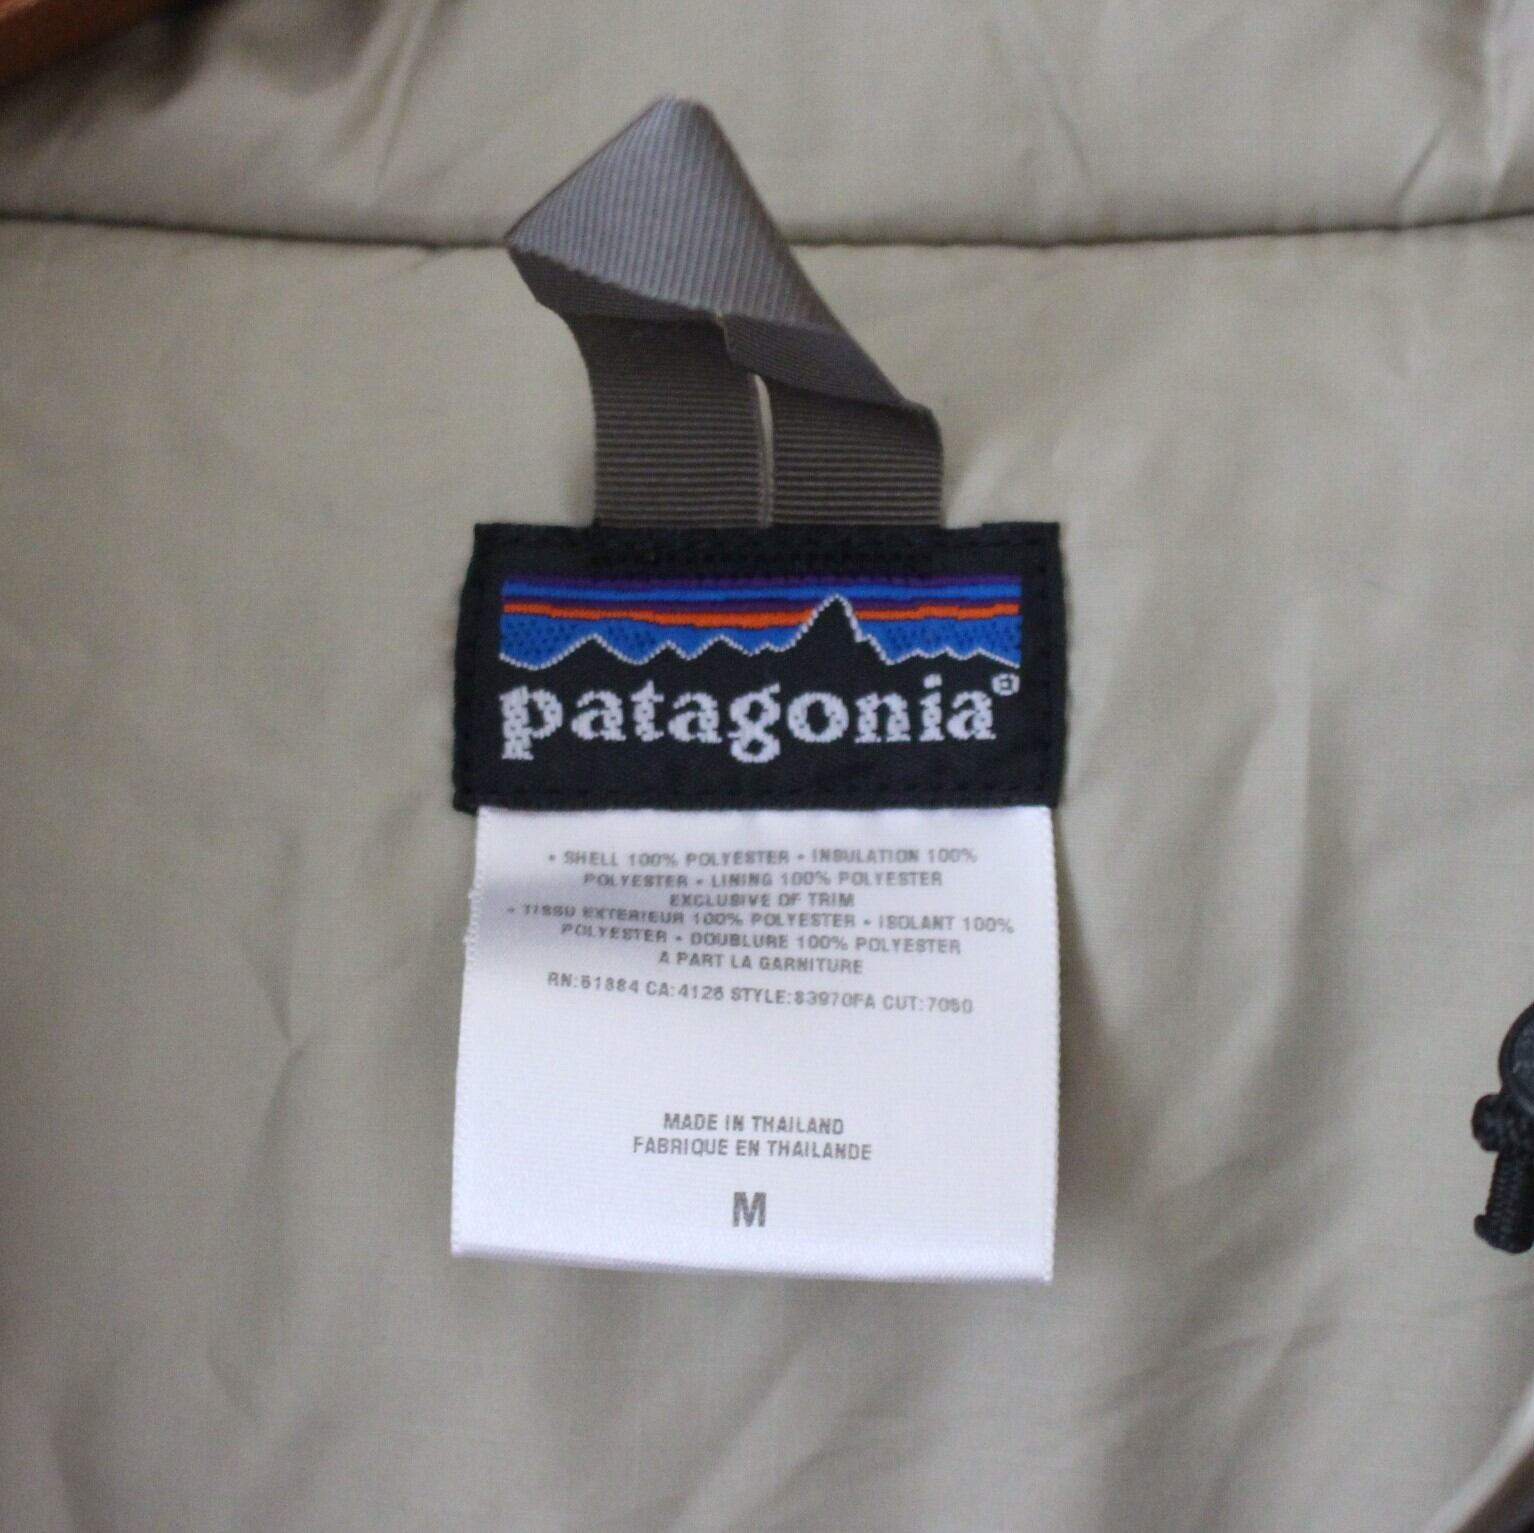 patagonia®
• SHELL 100% POLYESTER • INSULATION 100%
POLYESTER • LINING 100% POLYESTER
EXCLUSIVE OF TRIM
• TISSU EXTERIEUR 100% POLYESTER • ISOLANT 100%
POLYESTER • DOUBLURE 100% POLYESTER
A PART LA GARNITURE
RN:51884 CA:4126 STYLE:83970FA CUT:7050
MADE IN THAILAND
FABRIQUE EN THAILANDE
M